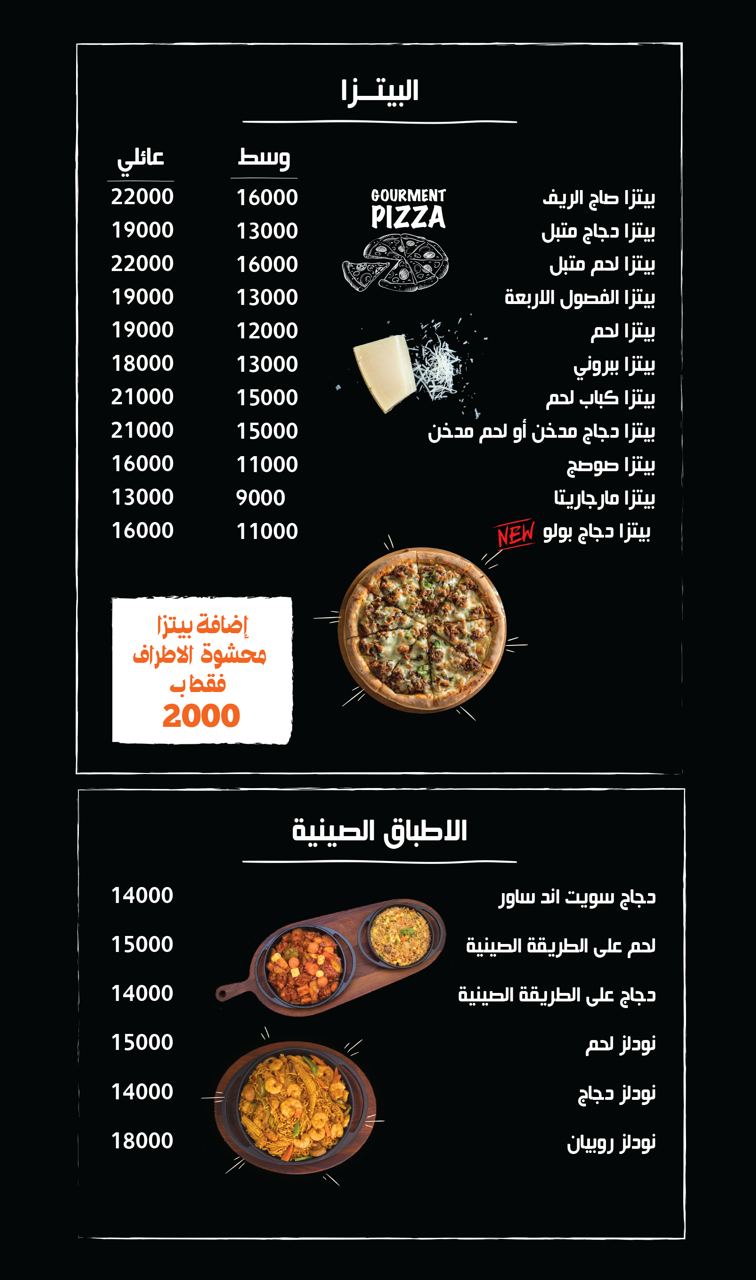 البيتــزا
وسط عائلي
GOURMENT
PIZZA
بيتزا صاج الريف 16000 22000
بيتزا دجاج متبل 13000 19000
بيتزا لحم متبل 16000 22000
بيتزا الفصول الاربعة 13000 19000
بيتزا لحم 12000 19000
بيتزا ببروني 13000 18000
بيتزا كباب لحم 15000 21000
بيتزا دجاج مدخن أو لحم مدخن 15000 21000
بيتزا صوصج 11000 16000
بيتزا مارجاريتا 9000 13000
بيتزا دجاج بولو NEW 11000 16000
إضافة بيتزا
محشوة الاطراف
فقط ب
2000
الاطباق الصينية
دجاج سويت اند ساور 14000
لحم على الطريقة الصينية 15000
دجاج على الطريقة الصينية 14000
نودلز لحم 15000
نودلز دجاج 14000
نودلز روبيان 18000